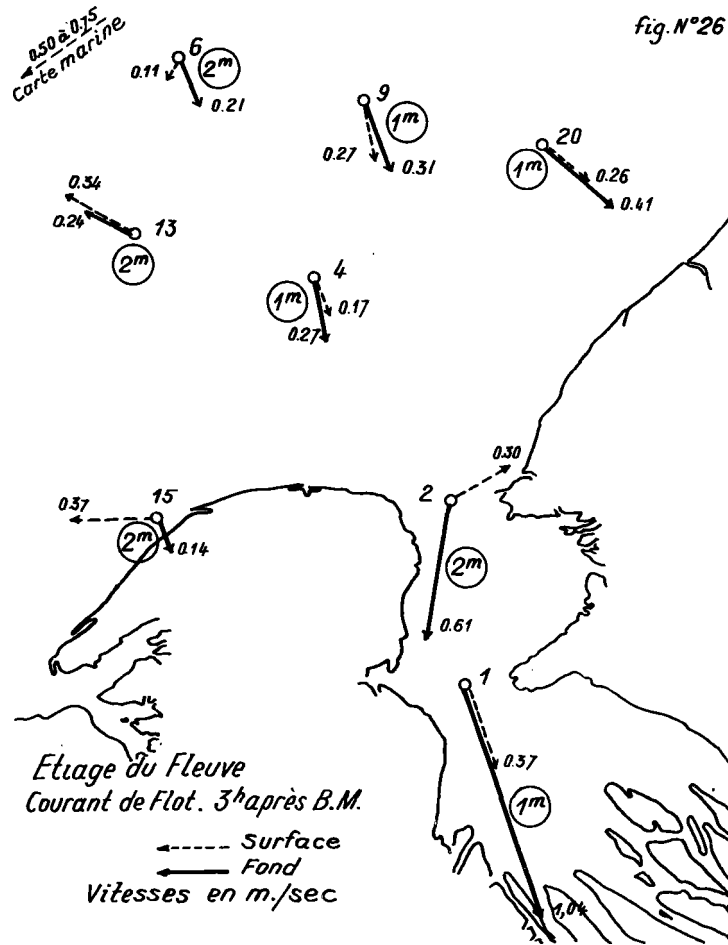 fig. N°26
0.50 à 0.75
Carte marine
6
2m
0.11
0.21
9
1m
0.27
0.31
20
1m
0.26
0.41
0.34
0.24
13
2m
4
1m
0.17
0.27
0.30
2
2m
0.61
15
0.37
2m
0.14
1
0.37
1m
1,04
Etiage du Fleuve
Courant de Flot. 3h après B.M.
Surface
Fond
Vitesses en m./sec